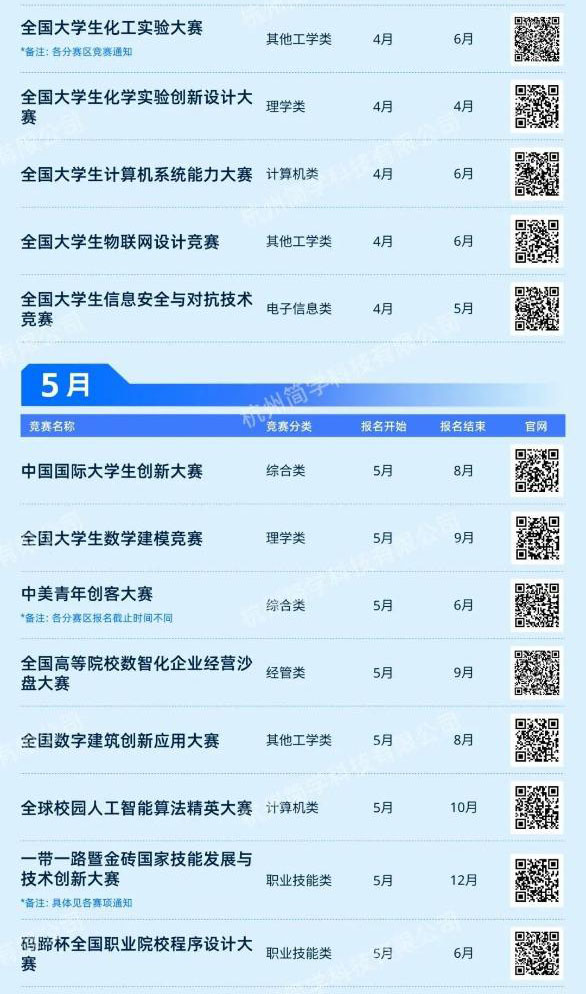 全国大学生化工实验大赛 其他工学类 4月 6月
*备注: 各分赛区竞赛通知
全国大学生化学实验创新设计大
赛 理学类 4月 4月
全国大学生计算机系统能力大赛 计算机类 4月 6月
全国大学生物联网设计竞赛 其他工学类 4月 6月
全国大学生信息安全与对抗技术
竞赛 电子信息类 4月 5月
5月
竞赛名称 竞赛分类 报名开始 报名结束 官网
中国国际大学生创新大赛 综合类 5月 8月
全国大学生数学建模竞赛 理学类 5月 9月
中美青年创客大赛 综合类 5月 6月
*备注: 各分赛区报名截止时间不同
全国高等院校数智化企业经营沙
盘大赛 经管类 5月 9月
全国数字建筑创新应用大赛 其他工学类 5月 8月
全球校园人工智能算法精英大赛 计算机类 5月 10月
一带一路暨金砖国家技能发展与
技术创新大赛 职业技能类 5月 12月
*备注: 具体见各赛项通知
码蹄杯全国职业院校程序设计大
赛 职业技能类 5月 6月
杭州简学科技有限公司